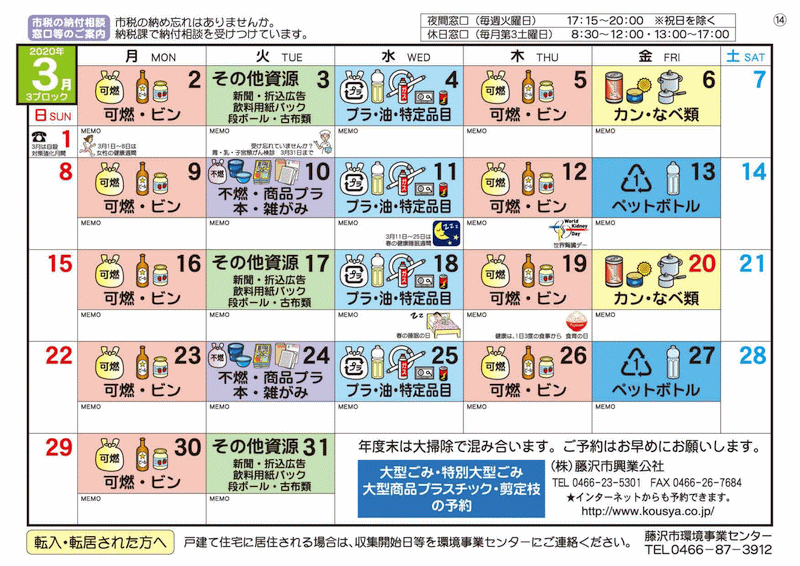 市税の納付相談
窓口等のご案内
市税の納め忘れはありませんか。
納税課で納付相談を受けつけています。
夜間窓口（毎週火曜日） 17:15～20:00 ※祝日を除く
休日窓口（毎月第3土曜日） 8:30～12:00・13:00～17:00
⑭
2020年
3月
3ブロック
日 SUN
月 MON
火 TUE
水 WED
木 THU
金 FRI
土 SAT
1
3月は自殺
対策強化月間
可燃
2
可燃・ビン
MEMO
3月1日～8日は
女性の健康週間
その他資源 3
新聞・折込広告
飲料用紙パック
段ボール・古布類
MEMO
受け忘れていませんか？
胃・乳・子宮頸がん検診 3月31日まで
プラ
4
プラ・油・特定品目
MEMO
可燃
5
可燃・ビン
MEMO
6
カン・なべ類
MEMO
7
8
可燃
9
可燃・ビン
MEMO
不燃
10
不燃・商品プラ
本・雑がみ
MEMO
プラ
11
プラ・油・特定品目
MEMO
3月11日～25日は
春の健康睡眠週間
可燃
12
可燃・ビン
MEMO
World
Kidney
Day
世界腎臓デー
1
13
ペットボトル
MEMO
14
15
可燃
16
可燃・ビン
MEMO
その他資源 17
新聞・折込広告
飲料用紙パック
段ボール・古布類
MEMO
プラ
18
プラ・油・特定品目
MEMO
春の睡眠の日
可燃
19
可燃・ビン
MEMO
健康は、1日3度の食事から 食育の日
20
カン・なべ類
MEMO
21
22
可燃
23
可燃・ビン
MEMO
不燃
24
不燃・商品プラ
本・雑がみ
MEMO
プラ
25
プラ・油・特定品目
MEMO
可燃
26
可燃・ビン
MEMO
1
27
ペットボトル
MEMO
28
29
可燃
30
可燃・ビン
MEMO
その他資源 31
新聞・折込広告
飲料用紙パック
段ボール・古布類
MEMO
年度末は大掃除で混み合います。ご予約はお早めにお願いします。
大型ごみ・特別大型ごみ
大型商品プラスチック・剪定枝
の予約
(株)藤沢市興業公社
TEL 0466-23-5301 FAX 0466-26-7684
★インターネットからも予約できます。
http://www.kousya.co.jp/
転入・転居された方へ
戸建て住宅に居住される場合は、収集開始日等を環境事業センターにご連絡ください。
藤沢市環境事業センター
TEL0466-87-3912